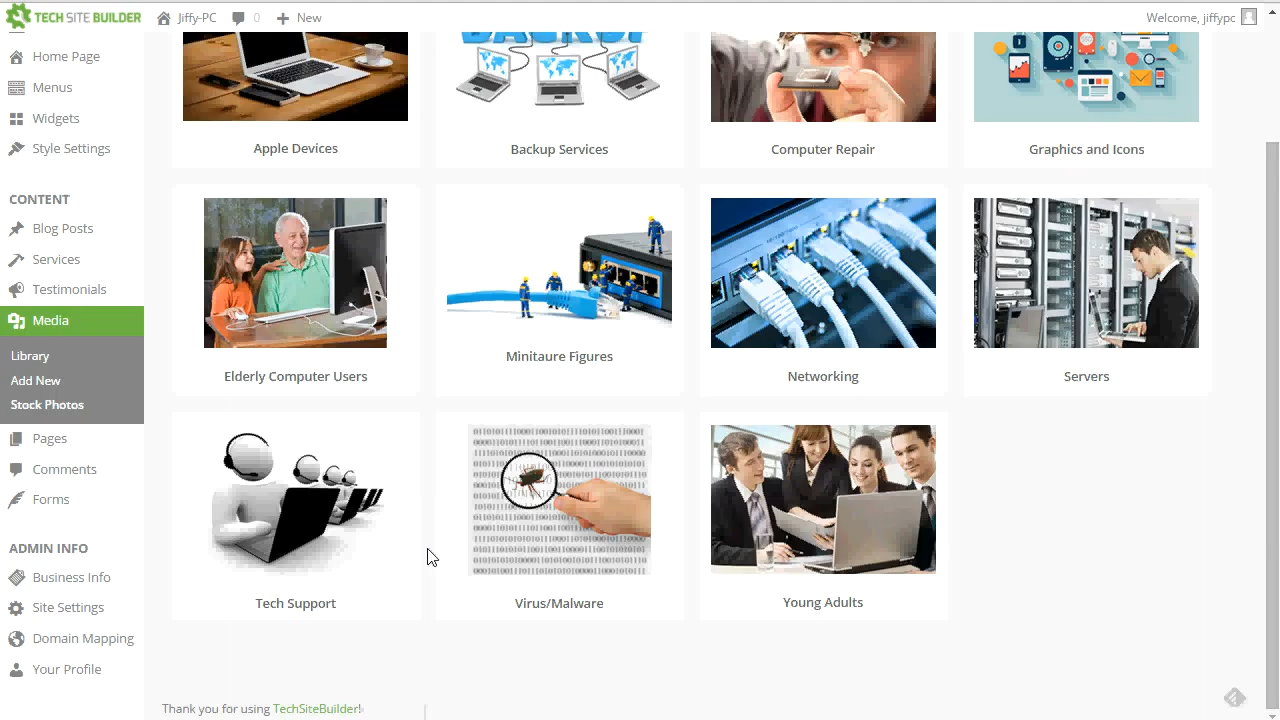 TECH SITE BUILDER
Jiffy-PC
0
New
Welcome, jiffypc
Home Page
Menus
Widgets
Style Settings
CONTENT
Blog Posts
Services
Testimonials
Media
Library
Add New
Stock Photos
Pages
Comments
Forms
ADMIN INFO
Business Info
Site Settings
Domain Mapping
Your Profile
BACKUP
Apple Devices
Backup Services
Computer Repair
Graphics and Icons
Elderly Computer Users
Minitaure Figures
Networking
Servers
Tech Support
Virus/Malware
Young Adults
Thank you for using TechSiteBuilder!